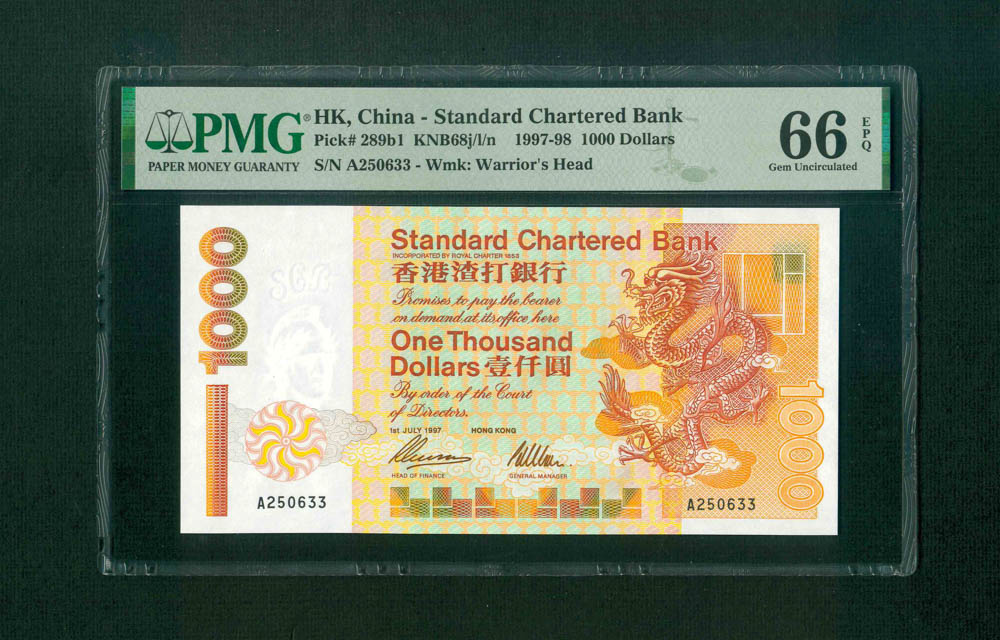 PMG®
PAPER MONEY GUARANTY
HK, China - Standard Chartered Bank
Pick# 289b1 KNB68j/l/n 1997-98 1000 Dollars
S/N A250633 - Wmk: Warrior's Head
66 EPQ
Gem Uncirculated
1000
Standard Chartered Bank
INCORPORATED BY ROYAL CHARTER 1853
香港渣打銀行
Promises to pay the bearer
on demand at its office here
One Thousand
Dollars 壹仟圓
By order of the Court
of Directors.
1st JULY 1997 HONG KONG
HEAD OF FINANCE GENERAL MANAGER
A250633
A250633
1000